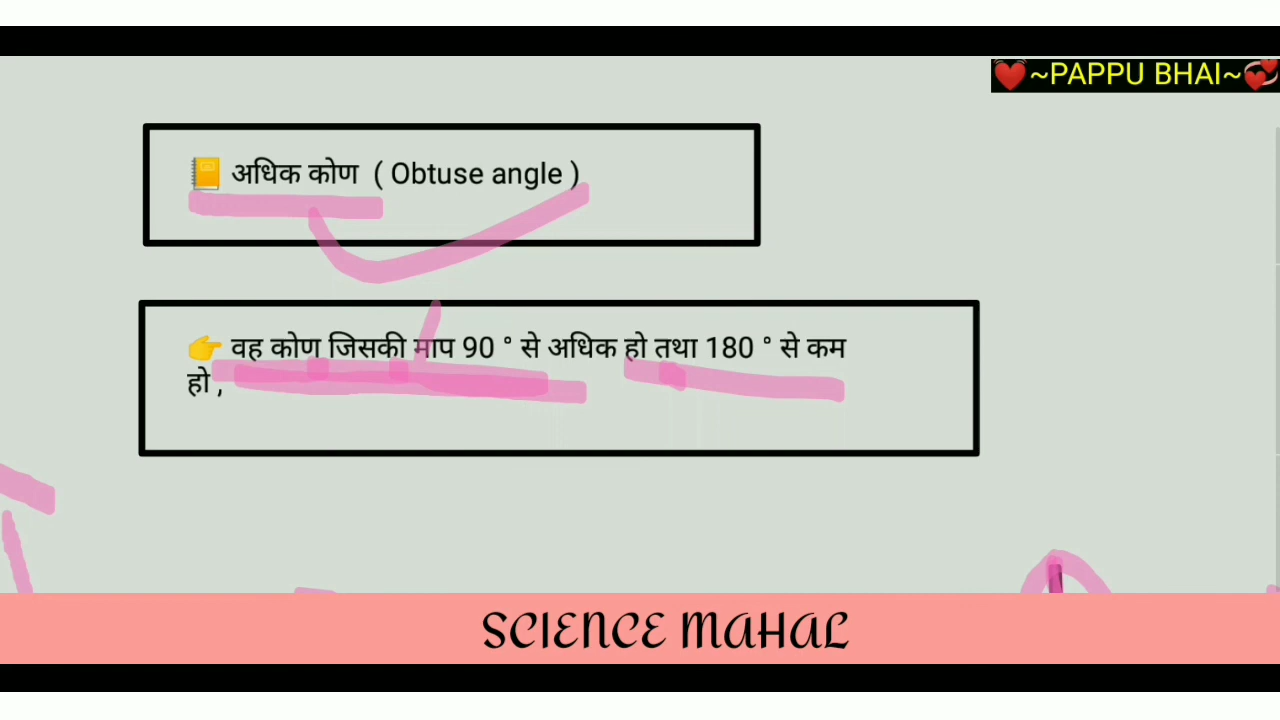 ~PAPPU BHAI~
अधिक कोण ( Obtuse angle )
वह कोण जिसकी माप 90 ° से अधिक हो तथा 180 ° से कम
हो ,
SCIENCE MAHAL